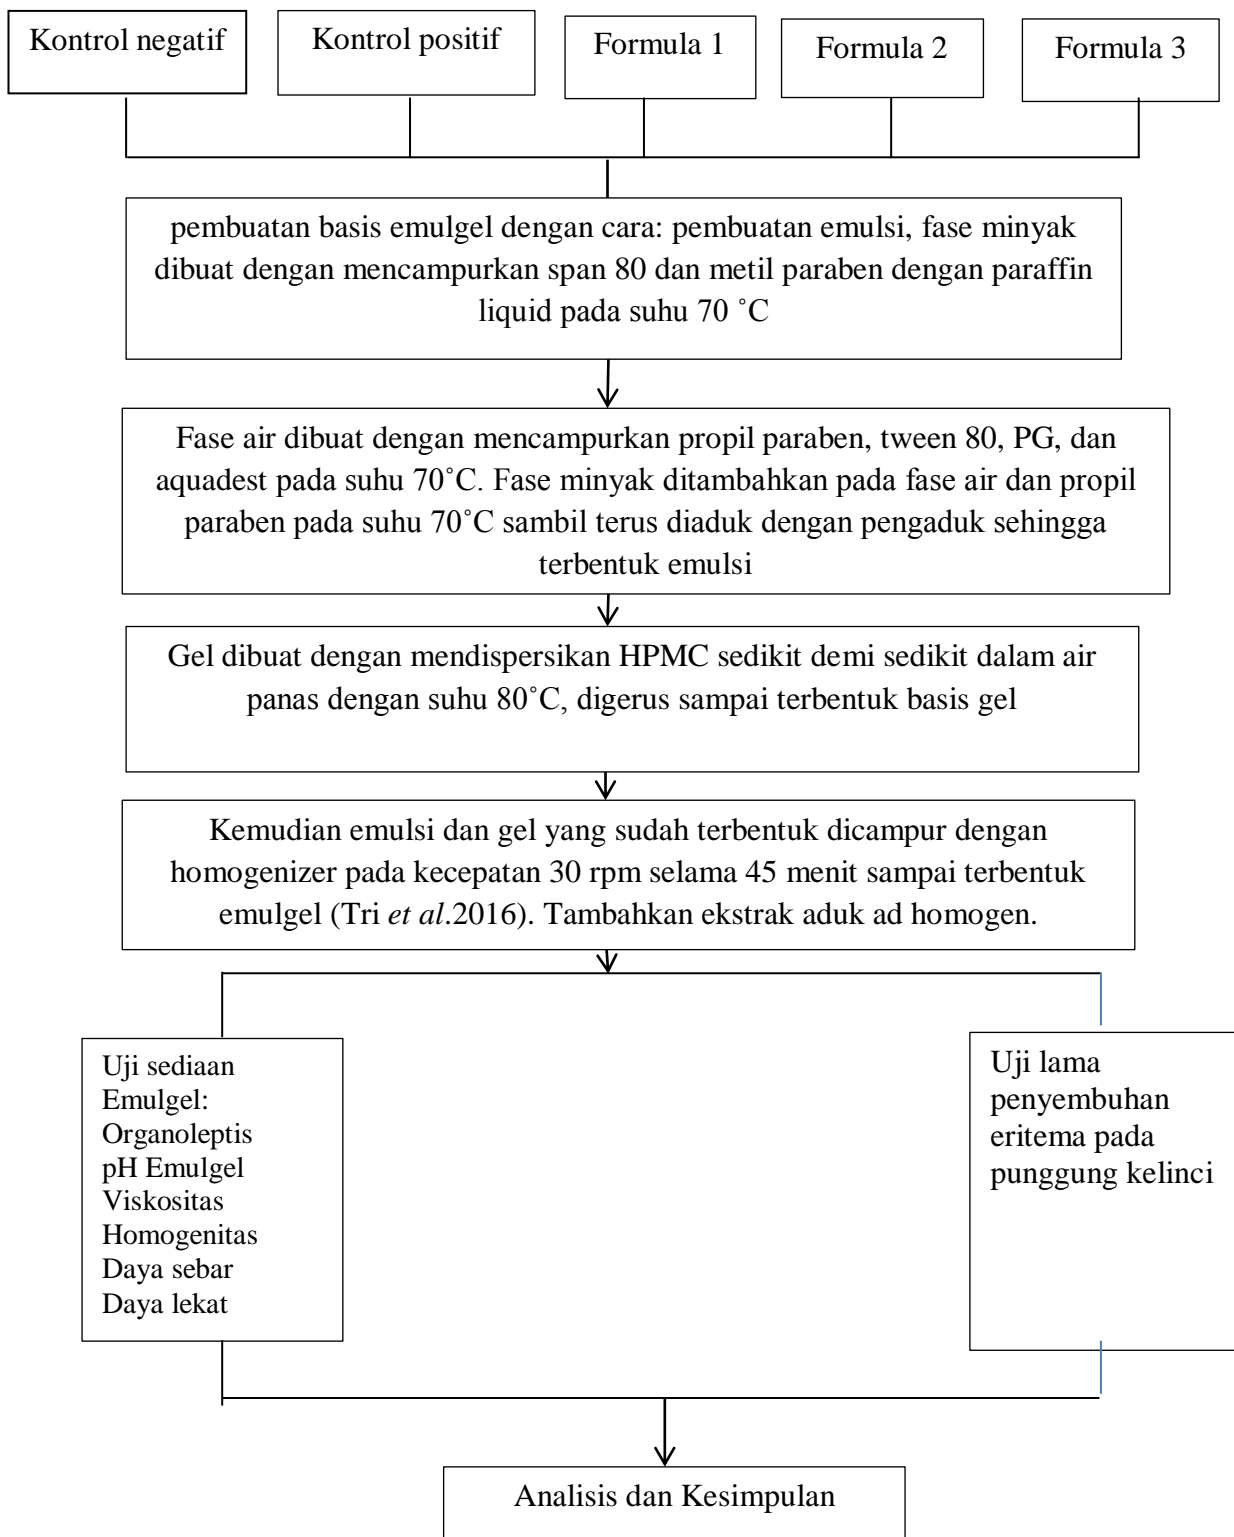 Kontrol negatif
Kontrol positif
Formula 1
Formula 2
Formula 3
pembuatan basis emulgel dengan cara: pembuatan emulsi, fase minyak
dibuat dengan mencampurkan span 80 dan metil paraben dengan paraffin
liquid pada suhu 70 ˚C
Fase air dibuat dengan mencampurkan propil paraben, tween 80, PG, dan
aquadest pada suhu 70˚C. Fase minyak ditambahkan pada fase air dan propil
paraben pada suhu 70˚C sambil terus diaduk dengan pengaduk sehingga
terbentuk emulsi
Gel dibuat dengan mendispersikan HPMC sedikit demi sedikit dalam air
panas dengan suhu 80˚C, digerus sampai terbentuk basis gel
Kemudian emulsi dan gel yang sudah terbentuk dicampur dengan
homogenizer pada kecepatan 30 rpm selama 45 menit sampai terbentuk
emulgel (Tri et al.2016). Tambahkan ekstrak aduk ad homogen.
Uji sediaan
Emulgel:
Organoleptis
pH Emulgel
Viskositas
Homogenitas
Daya sebar
Daya lekat
Uji lama
penyembuhan
eritema pada
punggung kelinci
Analisis dan Kesimpulan